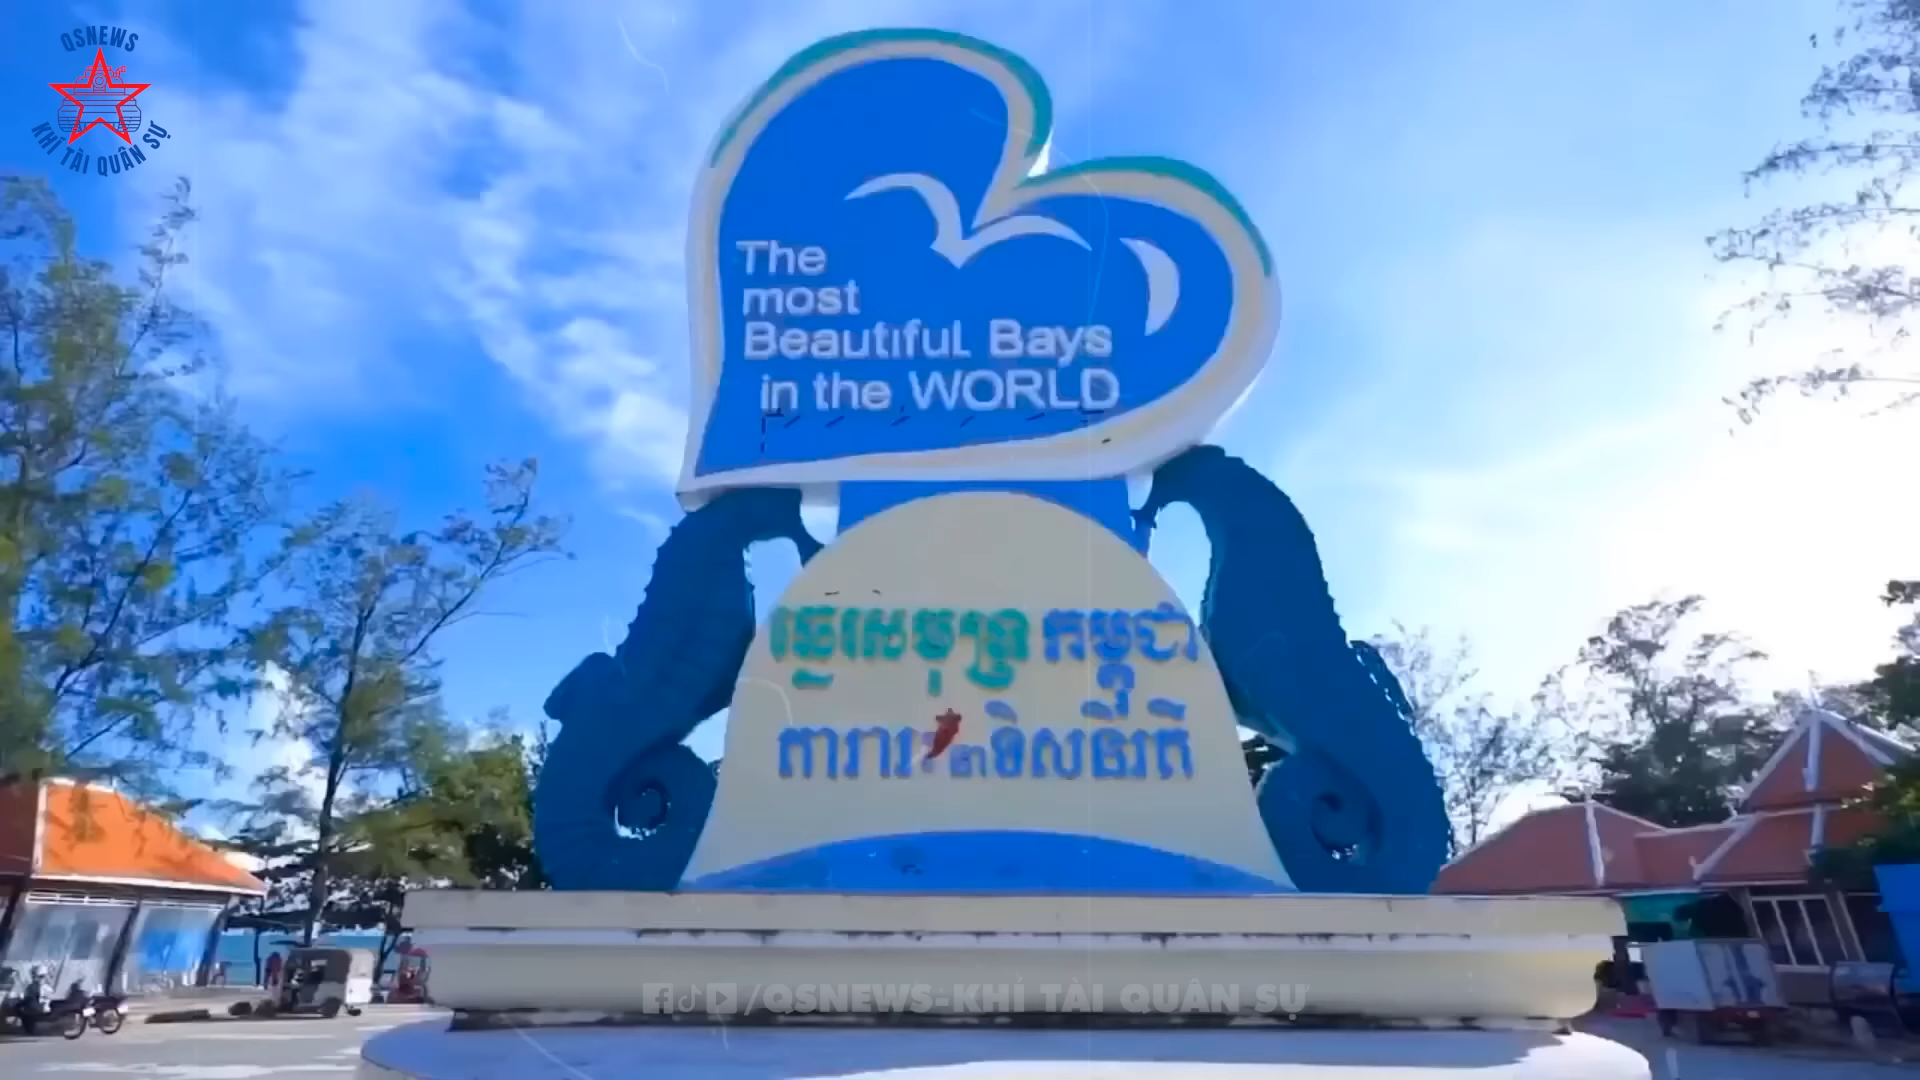 QSNEWS
KHÍ TÀI QUÂN SỰ
The
most
Beautiful Bays
in the WORLD
ឆ្នេរសមុទ្រ កម្ពុជា
/QSNEWS-KHÍ TÀI QUÂN SỰ